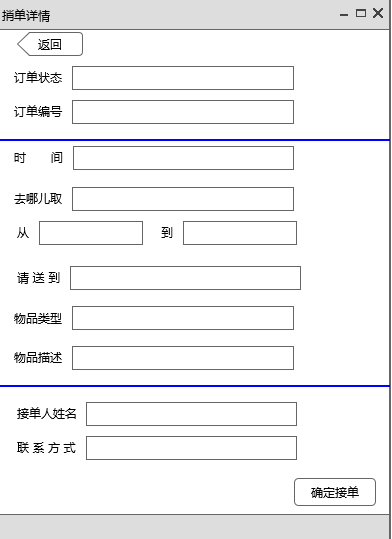 捎单详情
返回
订单状态
订单编号
时 间
去哪儿取
从 到
请 送 到
物品类型
物品描述
接单人姓名
联 系 方 式
确定接单